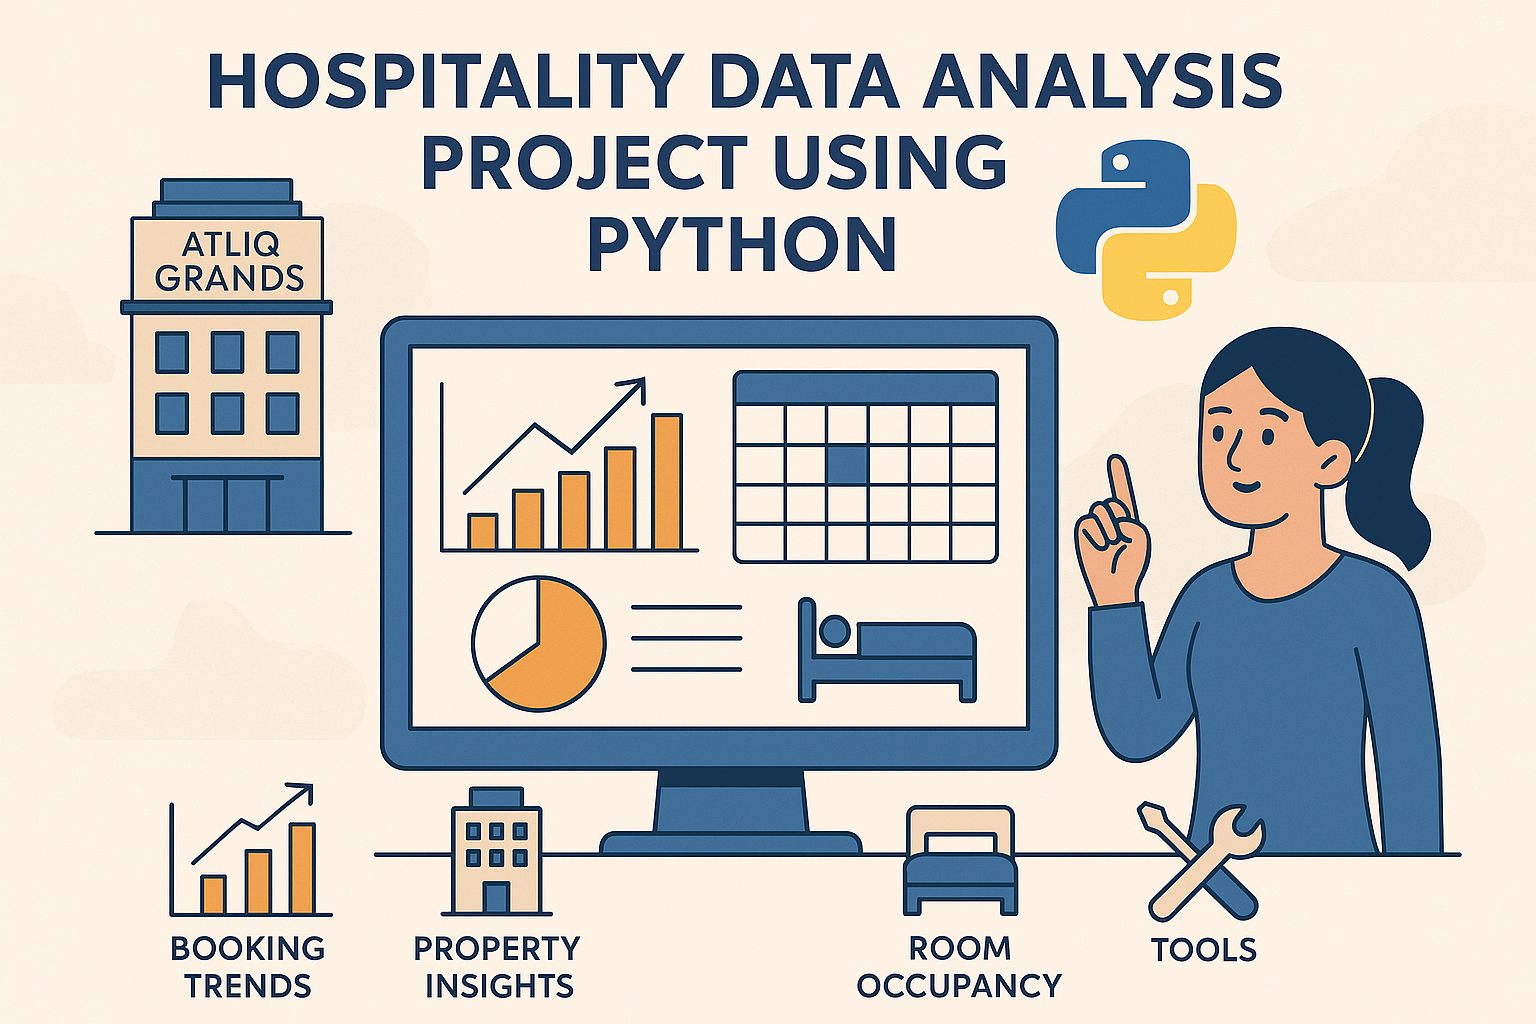 HOSPITALITY DATA ANALYSIS
PROJECT USING
PYTHON
ATLIQ
GRANDS
BOOKING
TRENDS
PROPERTY
INSIGHTS
ROOM
OCCUPANCY
TOOLS